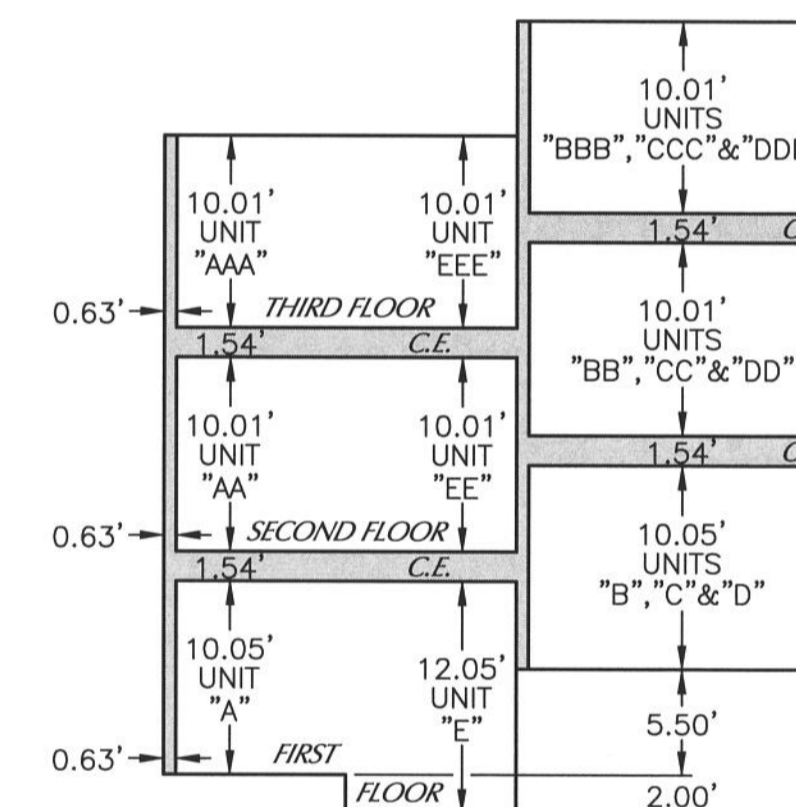 10.01'
UNITS
"BBB","CCC"&"DDD
10.01'
UNIT
"AAA"
10.01'
UNIT
"EEE"
1.54'
C
0.63'
THIRD FLOOR
1.54'
C.E.
10.01'
UNITS
"BB","CC"&"DD"
10.01'
UNIT
"AA"
10.01'
UNIT
"EE"
1.54'
C
0.63'
SECOND FLOOR
1.54'
C.E.
10.05'
UNITS
"B","C"&"D"
10.05'
UNIT
"A"
12.05'
UNIT
"E"
5.50'
0.63'
FIRST
FLOOR
2.00'